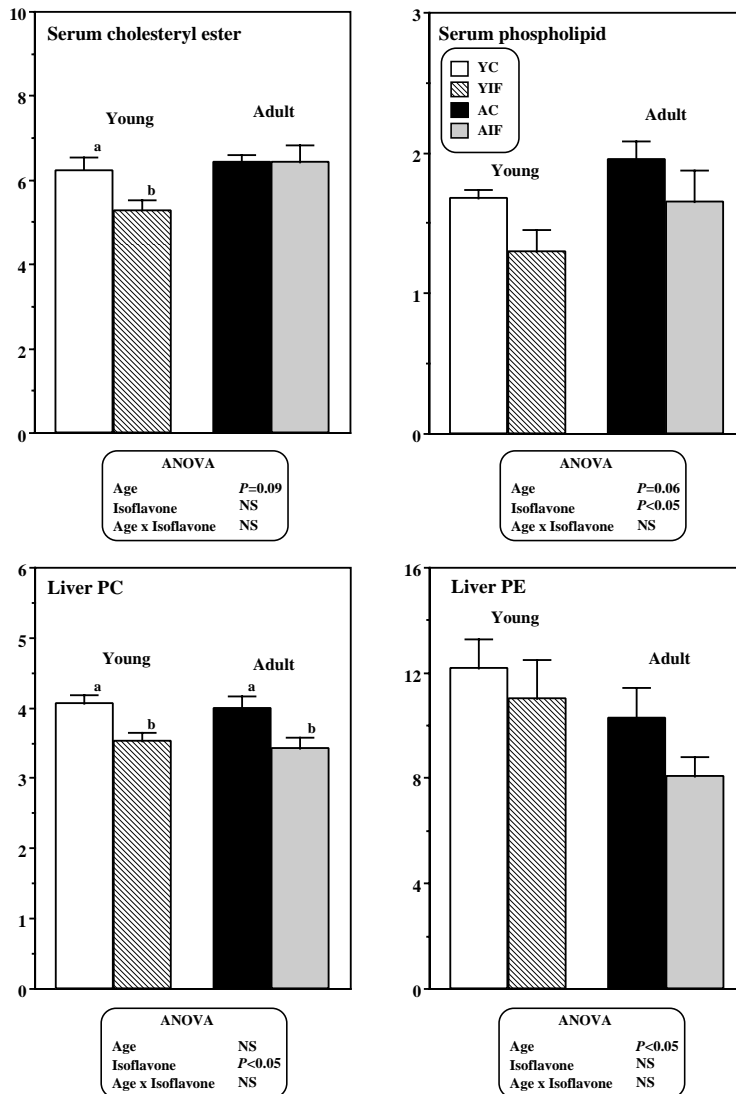 Serum cholesteryl ester
10
8
6
4
2
0
Young
Adult
a
b
ANOVA
Age P=0.09
Isoflavone NS
Age x Isoflavone NS
Serum phospholipid
3
2
1
0
YC
YIF
AC
AIF
Young
Adult
ANOVA
Age P=0.06
Isoflavone P<0.05
Age x Isoflavone NS
Liver PC
6
5
4
3
2
1
0
Young
Adult
a
b
a
b
ANOVA
Age NS
Isoflavone P<0.05
Age x Isoflavone NS
Liver PE
16
12
8
4
0
Young
Adult
ANOVA
Age P<0.05
Isoflavone NS
Age x Isoflavone NS